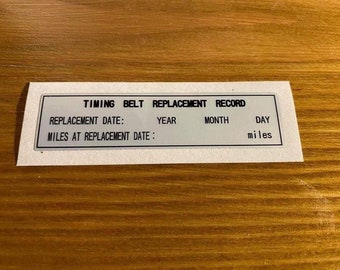 TIMING BELT REPLACEMENT RECORD
REPLACEMENT DATE: YEAR MONTH DAY
MILES AT REPLACEMENT DATE: miles